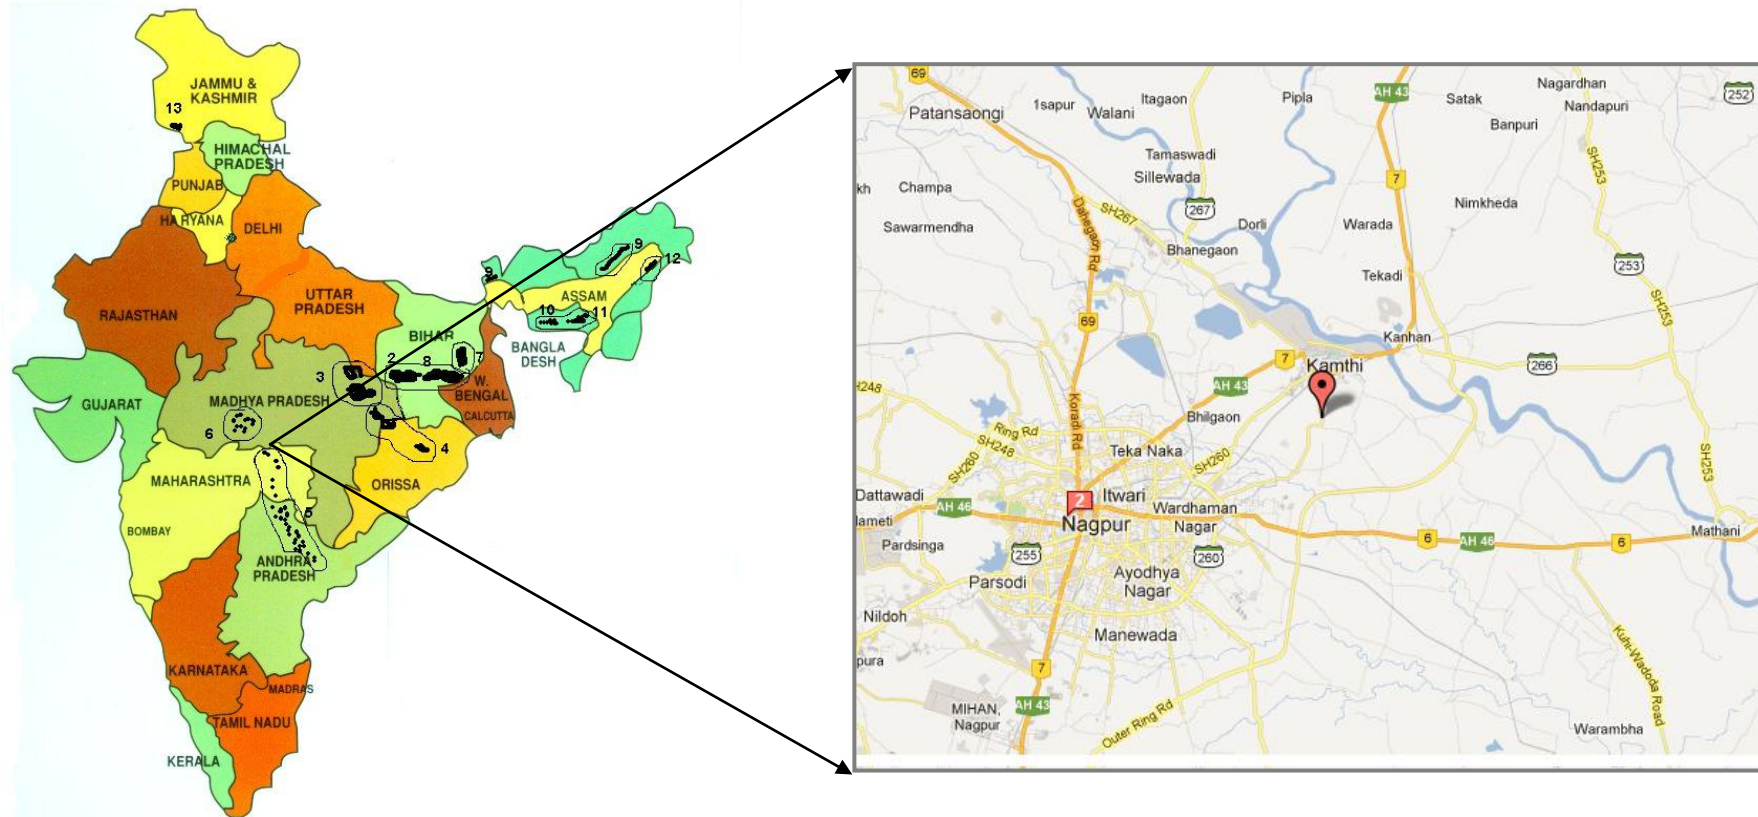 JAMMU &
KASHMIR
13
HIMACHAL
PRADESH
PUNJAB
HARYANA
DELHI
UTTAR
PRADESH
RAJASTHAN
BIHAR
9
9
12
ASSAM
10
11
BANGLA
DESH
2
8
7
3
W.
BENGAL
CALCUTTA
MADHYA PRADESH
GUJARAT
6
4
ORISSA
MAHARASHTRA
5
BOMBAY
ANDHRA
PRADESH
KARNATAKA
MADRAS
TAMIL NADU
KERALA
69
Patansaongi
1sapur
Walani
Itagaon
Pipla
AH 43
Satak
Nagardhan
Nandapuri
252
Banpuri
Tamaswadi
Sillewada
SH253
7
kh
Champa
Sawarmendha
Dahegaon Rd
SH267
267
Dorli
Bhanegaon
Warada
Nimkheda
Tekadi
253
SH253
69
Kanhan
7
Kamthi
266
AH 43
H248
Koradi Rd
Bhilgaon
Ring Rd
SH248
SH260
Teka Naka
SH260
SH253
Dattawadi
AH 46
2
Itwari
Nagpur
Wardhaman
Nagar
lameti
Pardsinga
255
260
6
AH 46
6
Mathani
Parsodi
Ayodhya
Nagar
Nildoh
Manewada
pura
7
Kuhi-Wadoda Road
MIHAN,
Nagpur
AH 43
Outer Ring Rd
Warambha